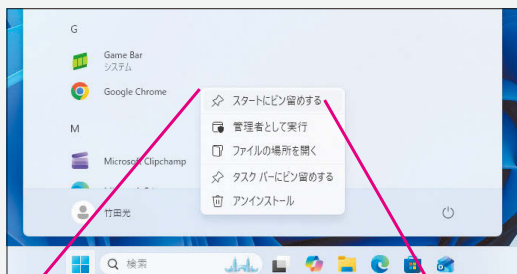 G
Game Bar
システム
Google Chrome
スタートにピン留めする
管理者として実行
M
ファイルの場所を開く
Microsoft Clipchamp
タスク バーにピン留めする
アンインストール
竹田光
検索